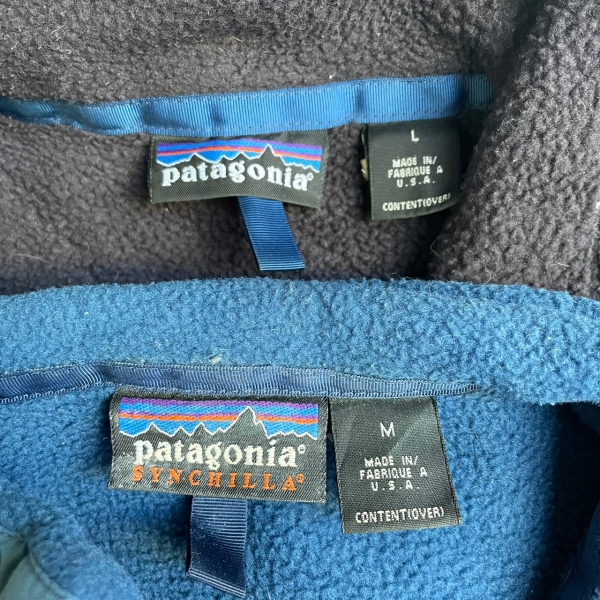 patagonia®
L
MADE IN/
FABRIQUE A
U.S.A.
CONTENT(OVER)
patagonia®
SYNCHILLA®
M
MADE IN/
FABRIQUE A
U.S.A.
CONTENT(OVER)